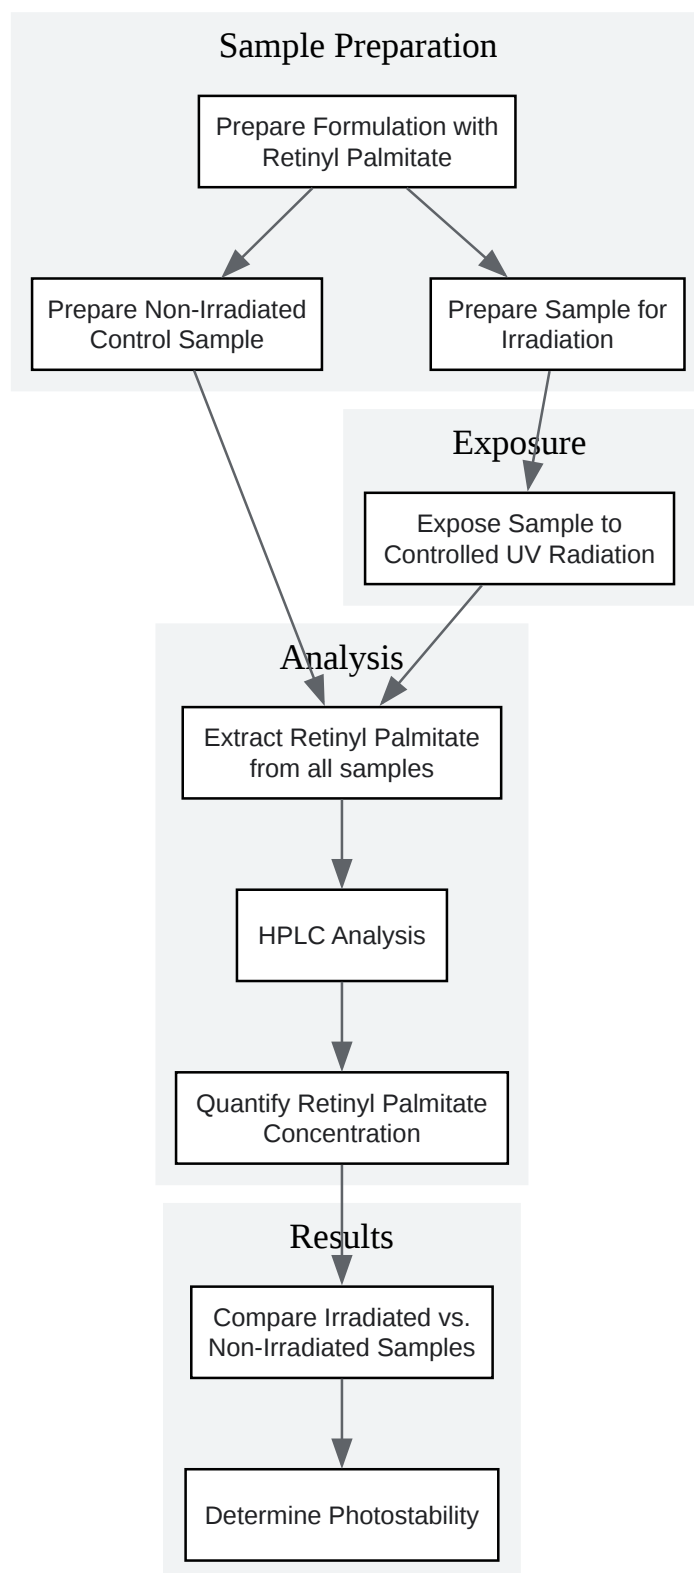 Sample Preparation
Prepare Formulation with
Retinyl Palmitate
Prepare Non-Irradiated
Control Sample
Prepare Sample for
Irradiation
Exposure
Expose Sample to
Controlled UV Radiation
Analysis
Extract Retinyl Palmitate
from all samples
HPLC Analysis
Quantify Retinyl Palmitate
Concentration
Results
Compare Irradiated vs.
Non-Irradiated Samples
Determine Photostability